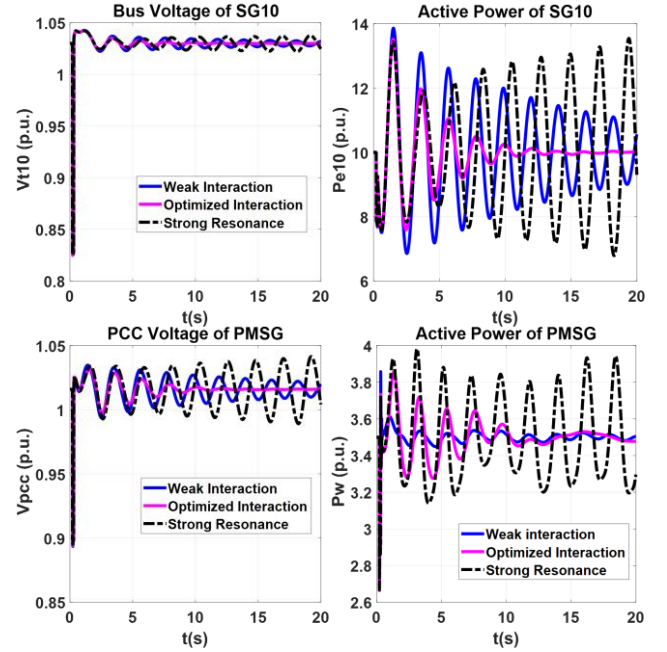 Bus Voltage of SG10
Vt10 (p.u.)
1.05
1
0.95
0.9
0.85
0.8
Weak Interaction
Optimized Interaction
Strong Resonance
0 5 10 15 20
t(s)
Active Power of SG10
Pe10 (p.u.)
14
12
10
8
6
0 5 10 15 20
t(s)
PCC Voltage of PMSG
Vpcc (p.u.)
1.05
1
0.95
0.9
0.85
Weak Interaction
Optimized Interaction
Strong Resonance
0 5 10 15 20
t(s)
Active Power of PMSG
Pw (p.u.)
4
3.8
3.6
3.4
3.2
3
2.8
2.6
Weak interaction
Optimized Interaction
Strong Resonance
0 5 10 15 20
t(s)